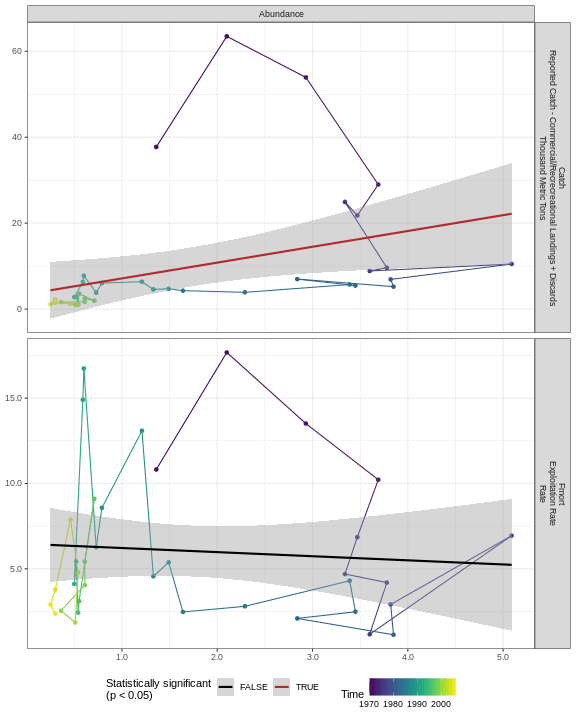 Abundance
60
40
20
0
Catch
Reported Catch - Commercial/Recrecreational Landings + Discards
Thousand Metric Tons
15.0
10.0
5.0
Fmort
Exploitation Rate
Rate
1.0 2.0 3.0 4.0 5.0
Statistically significant
(p < 0.05)
FALSE TRUE
Time
1970 1980 1990 2000